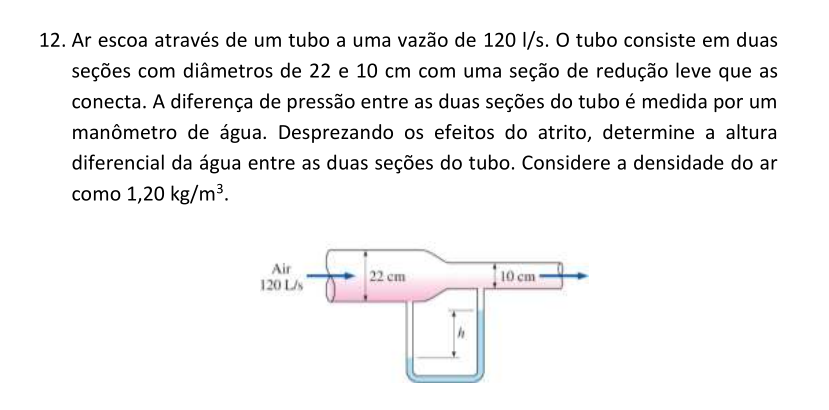 12. Ar escoa através de um tubo a uma vazão de 120 l/s. O tubo consiste em duas
seções com diâmetros de 22 e 10 cm com uma seção de redução leve que as
conecta. A diferença de pressão entre as duas seções do tubo é medida por um
manômetro de água. Desprezando os efeitos do atrito, determine a altura
diferencial da água entre as duas seções do tubo. Considere a densidade do ar
como 1,20 kg/m³.
Air
120 L/s
22 cm
10 cm
h